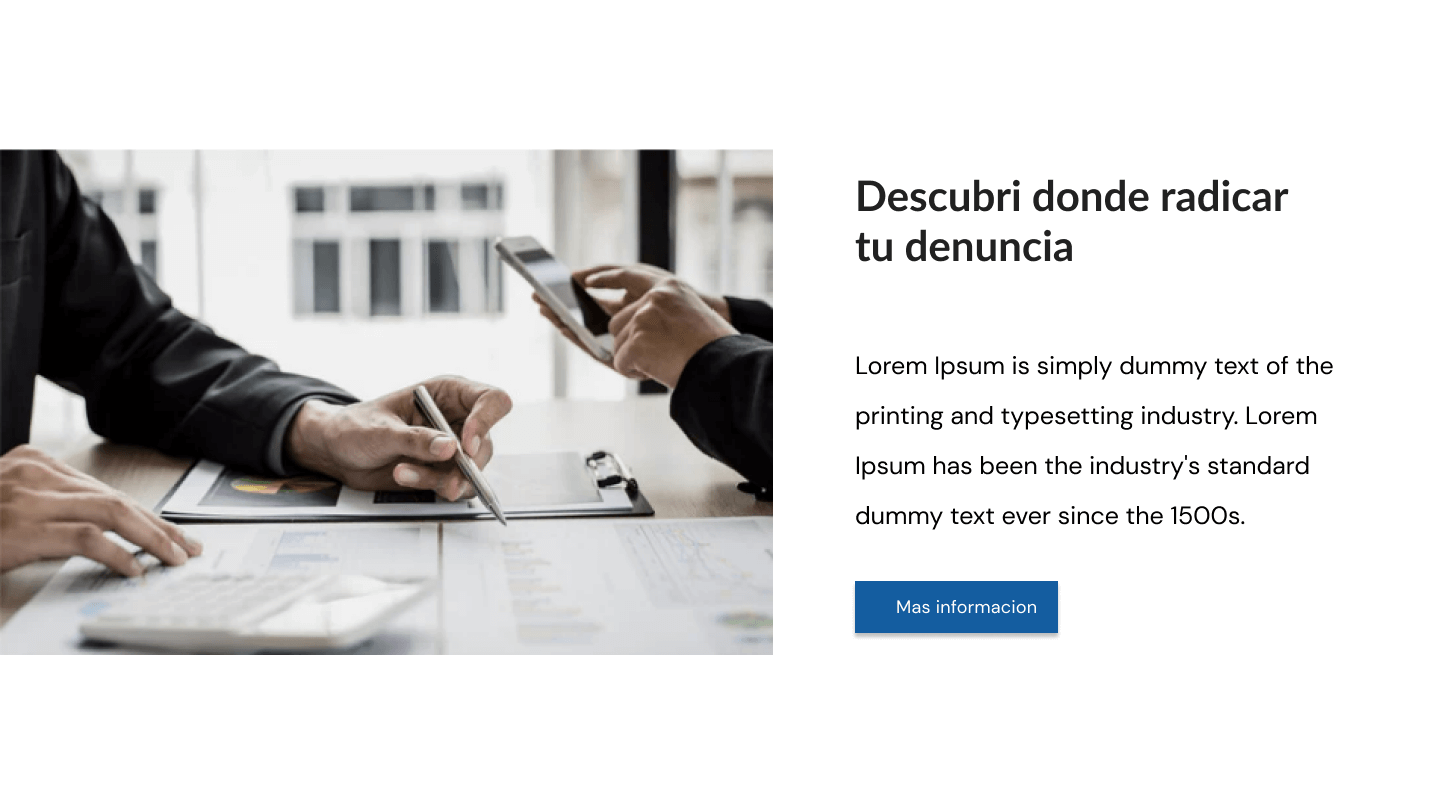 Descubri donde radicar
tu denuncia
Lorem Ipsum is simply dummy text of the
printing and typesetting industry. Lorem
Ipsum has been the industry's standard
dummy text ever since the 1500s.
Mas informacion